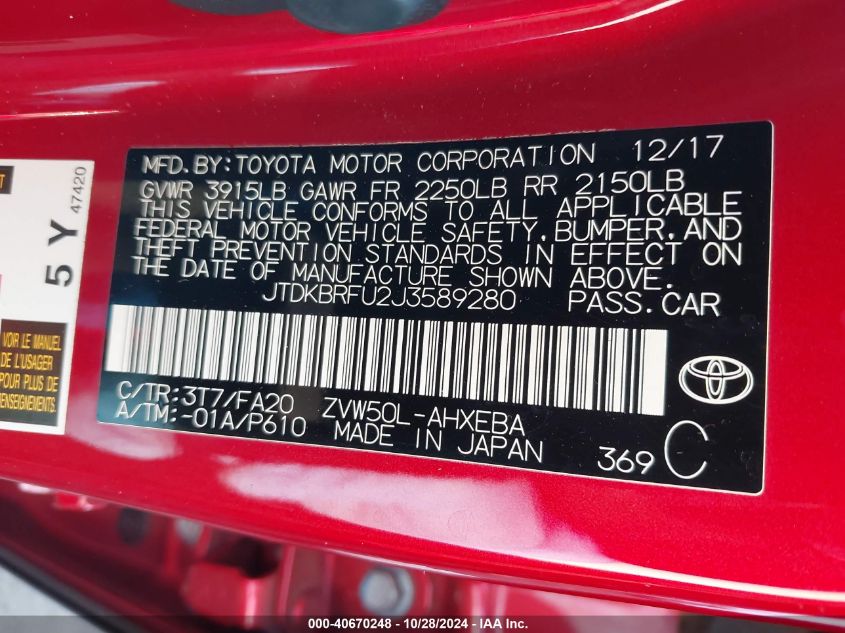 MFD.BY:TOYOTA MOTOR CORPORATION 12/17
GVWR 3915LB GAWR FR 2250LB RR 2150LB
THIS VEHICLE CONFORMS TO ALL APPLICABLE
FEDERAL MOTOR VEHICLE SAFETY,BUMPER,AND
THEFT PREVENTION STANDARDS IN EFFECT ON
THE DATE OF MANUFACTURE SHOWN ABOVE.
JTDKBRFU2J3589280 PASS.CAR
C/TR:3T7/FA20 ZVW50L-AHXEBA
A/TM:-01A/P610 MADE IN JAPAN 369 C
5 Y 47420
VOIR LE MANUEL
DE L'USAGER
POUR PLUS DE
RENSEIGNEMENTS.
000-40670248 - 10/28/2024 - IAA Inc.